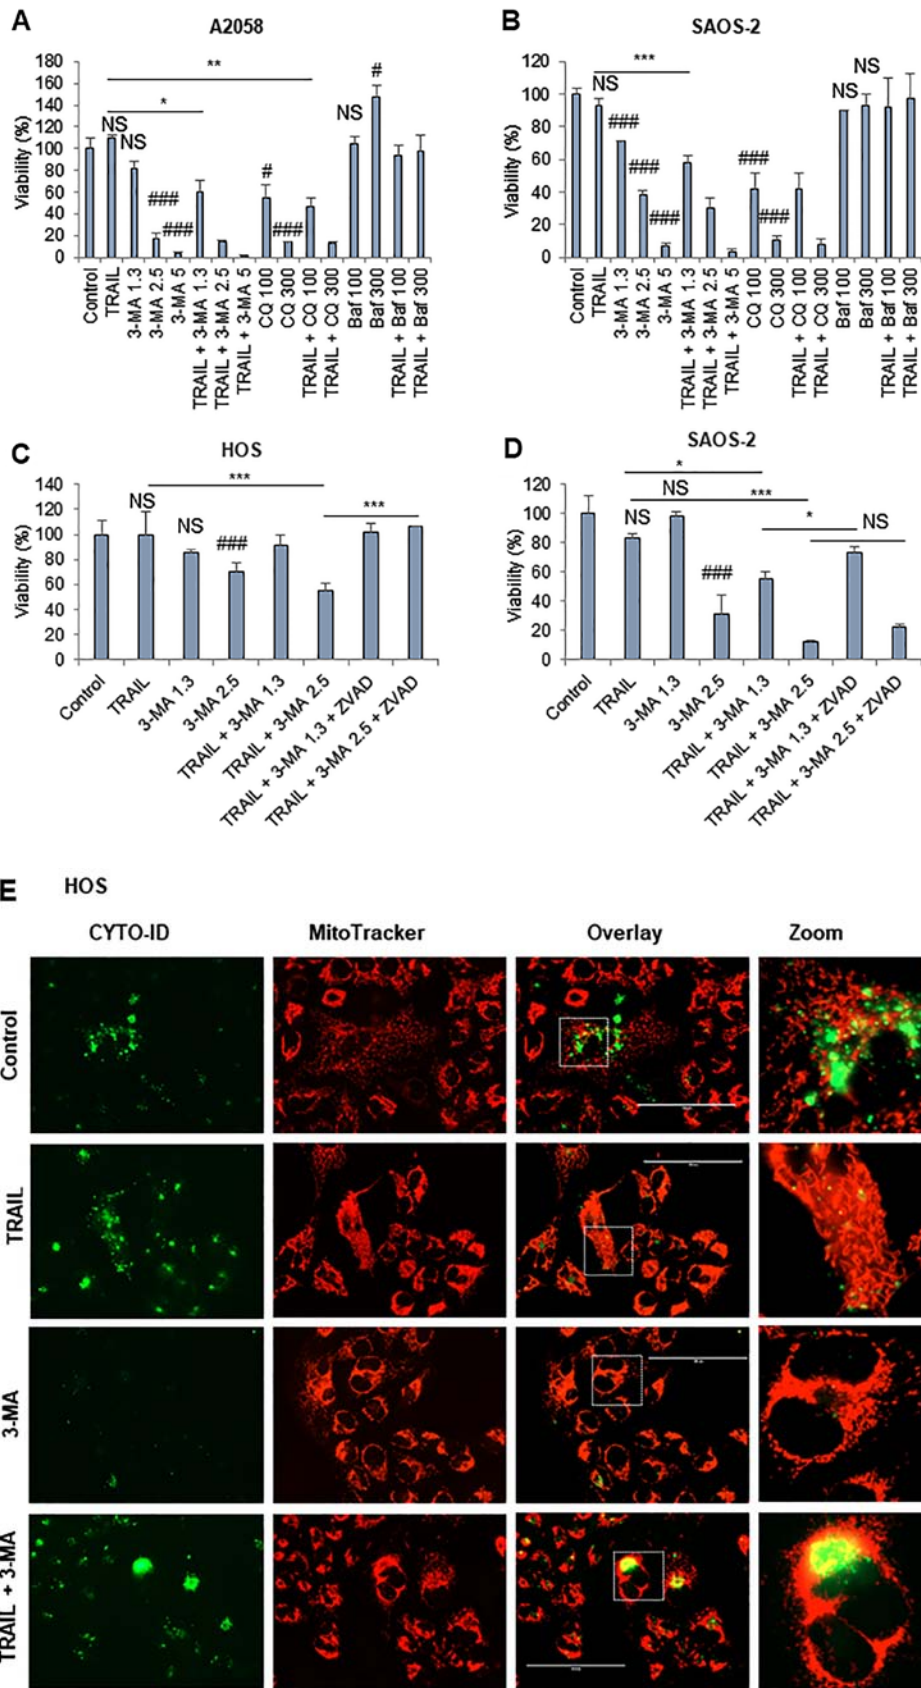 A
A2058
Viability (%)
180
160
140
120
100
80
60
40
20
0
**
*
NS
NS
###
###
#
###
NS
#
Control
TRAIL
3-MA 1.3
3-MA 2.5
3-MA 5
TRAIL + 3-MA 1.3
TRAIL + 3-MA 2.5
TRAIL + 3-MA 5
CQ 100
CQ 300
TRAIL + CQ 100
TRAIL + CQ 300
Baf 100
Baf 300
TRAIL + Baf 100
TRAIL + Baf 300
B
SAOS-2
Viability (%)
120
100
80
60
40
20
0
***
NS
###
###
###
###
###
NS
NS
Control
TRAIL
3-MA 1.3
3-MA 2.5
3-MA 5
TRAIL + 3-MA 1.3
TRAIL + 3-MA 2.5
TRAIL + 3-MA 5
CQ 100
CQ 300
TRAIL + CQ 100
TRAIL + CQ 300
Baf 100
Baf 300
TRAIL + Baf 100
TRAIL + Baf 300
C
HOS
Viability (%)
140
120
100
80
60
40
20
0
***
***
NS
NS
###
Control
TRAIL
3-MA 1.3
3-MA 2.5
TRAIL + 3-MA 1.3
TRAIL + 3-MA 2.5
TRAIL + 3-MA 1.3 + ZVAD
TRAIL + 3-MA 2.5 + ZVAD
D
SAOS-2
Viability (%)
120
100
80
60
40
20
0
*
NS
***
NS
*
NS
###
Control
TRAIL
3-MA 1.3
3-MA 2.5
TRAIL + 3-MA 1.3
TRAIL + 3-MA 2.5
TRAIL + 3-MA 1.3 + ZVAD
TRAIL + 3-MA 2.5 + ZVAD
E
HOS
CYTO-ID
MitoTracker
Overlay
Zoom
Control
TRAIL
3-MA
TRAIL + 3-MA